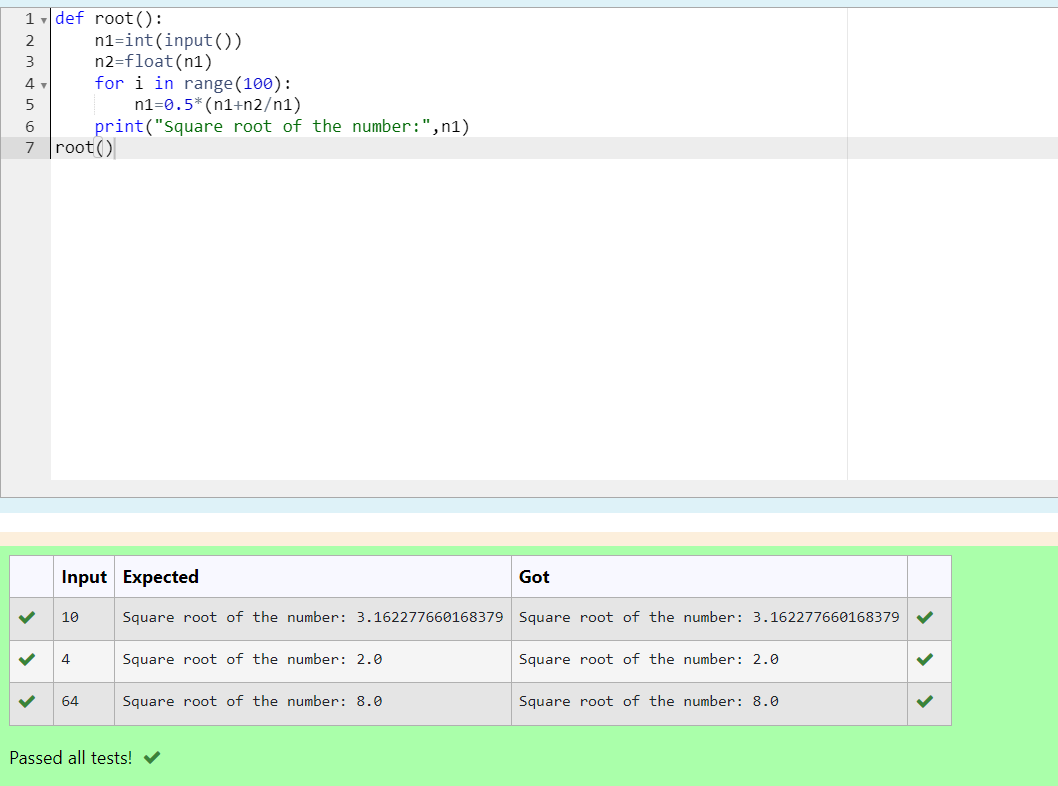 1 def root():
2     n1=int(input())
3     n2=float(n1)
4     for i in range(100):
5         n1=0.5*(n1+n2/n1)
6     print("Square root of the number:",n1)
7 root()
Input Expected Got
10 Square root of the number: 3.162277660168379 Square root of the number: 3.162277660168379
4 Square root of the number: 2.0 Square root of the number: 2.0
64 Square root of the number: 8.0 Square root of the number: 8.0
Passed all tests!